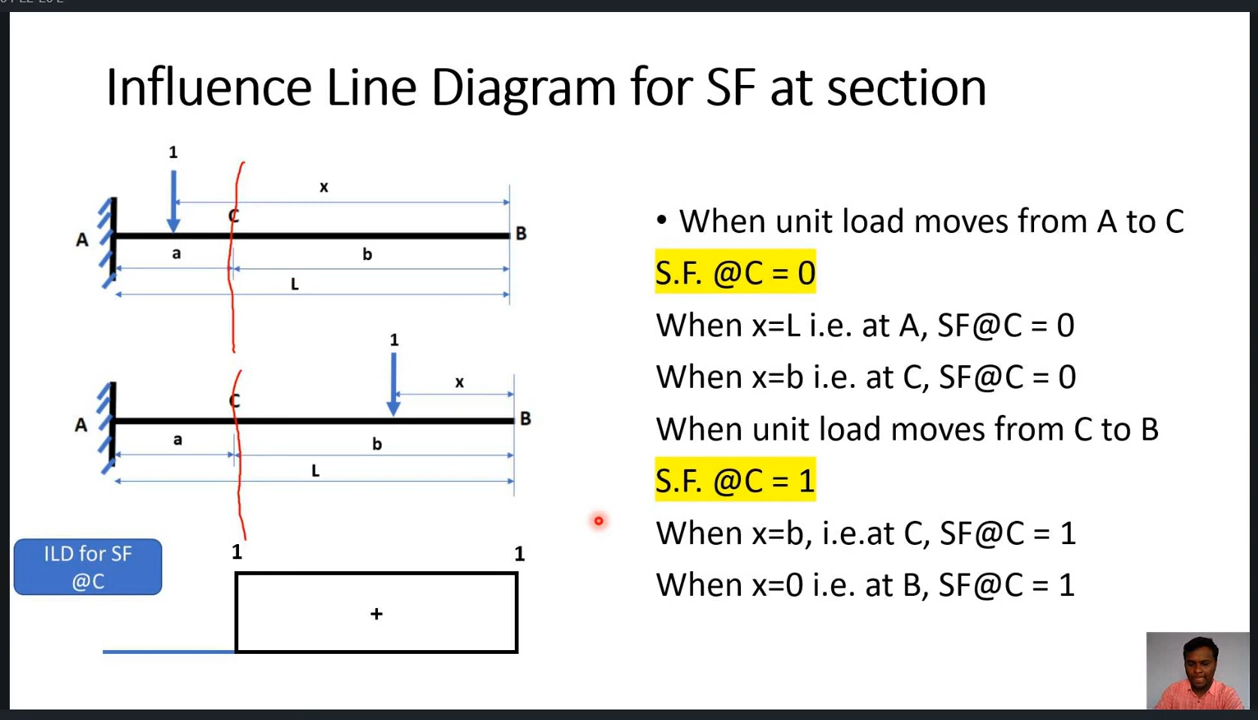 Influence Line Diagram for SF at section
1
x
C
A
B
a
b
L
1
x
C
A
B
a
b
L
ILD for SF
@C
1
1
+
• When unit load moves from A to C
S.F. @C = 0
When x=L i.e. at A, SF@C = 0
When x=b i.e. at C, SF@C = 0
When unit load moves from C to B
S.F. @C = 1
When x=b, i.e.at C, SF@C = 1
When x=0 i.e. at B, SF@C = 1